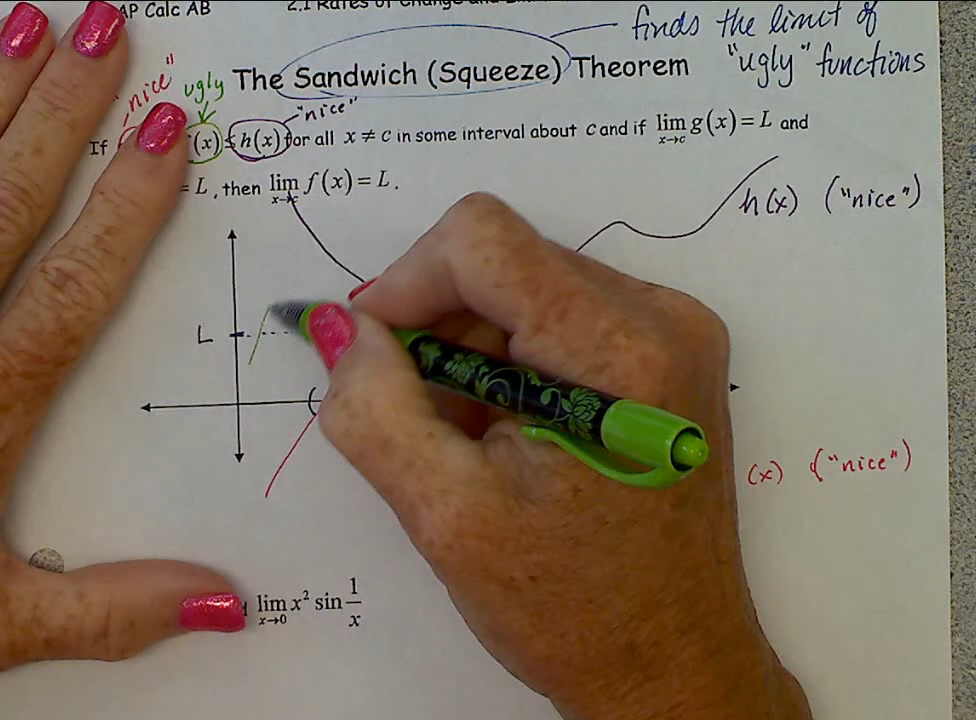 AP Calc AB 2.1 Rates of Change and
finds the limit of
"ugly" functions
"nice" ugly The Sandwich (Squeeze) Theorem
"nice"
If (x) ≤ h(x) for all x ≠ c in some interval about c and if lim x→c g(x) = L and
= L, then lim x→c f(x) = L.
h(x) ("nice")
L
(x) ("nice")
lim x→0 x² sin 1/x